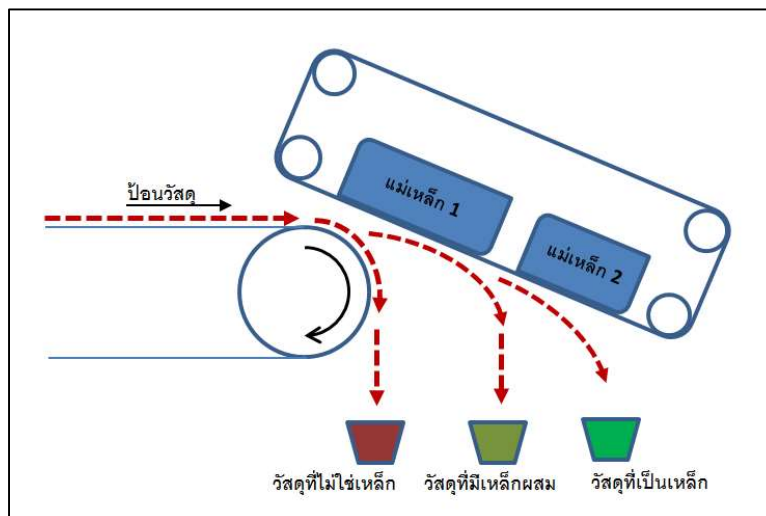 ป้อนวัสดุ
แม่เหล็ก 1
แม่เหล็ก 2
วัสดุที่ไม่ใช่เหล็ก
วัสดุที่มีเหล็กผสม
วัสดุที่เป็นเหล็ก